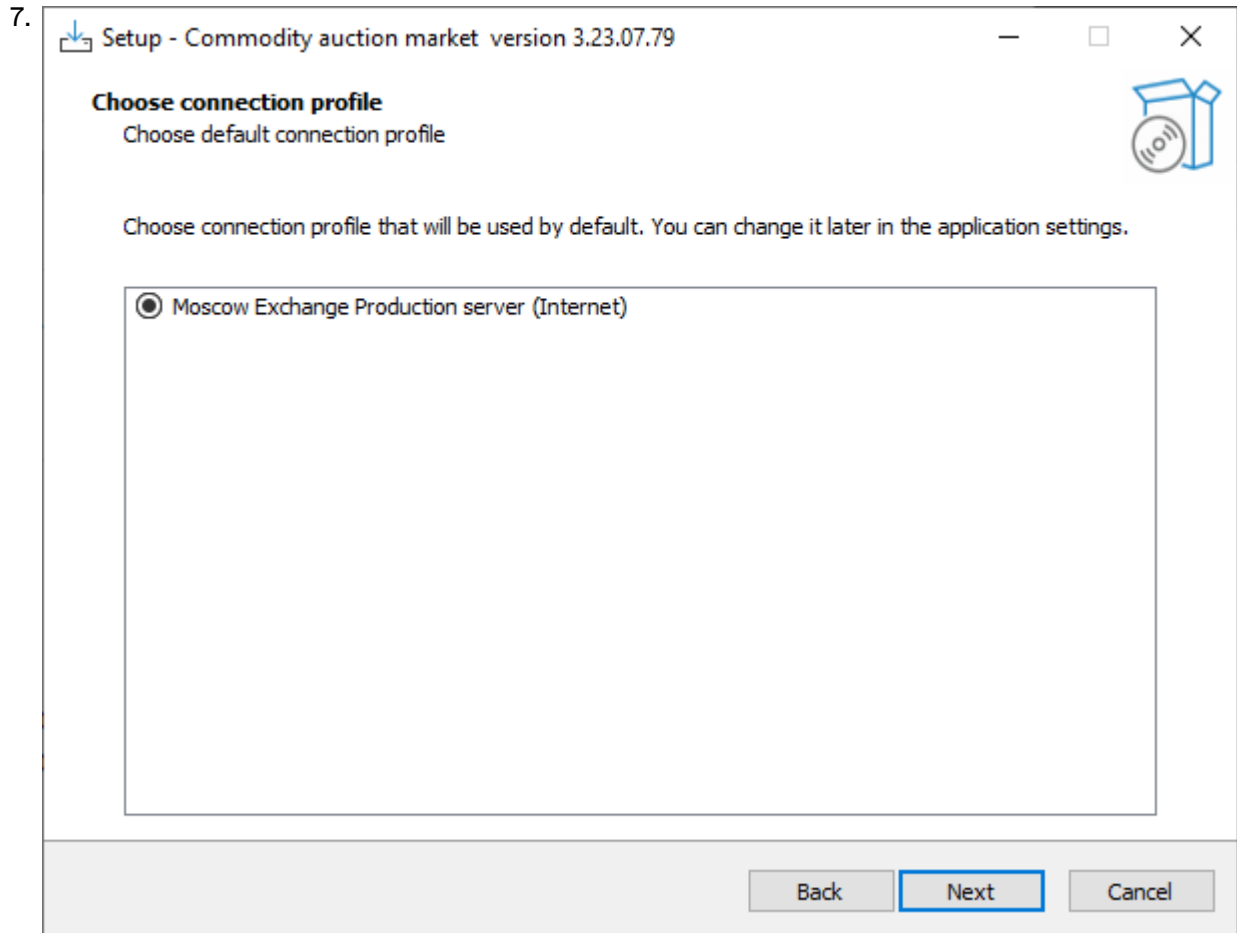 7.
Setup - Commodity auction market version 3.23.07.79
Choose connection profile
Choose default connection profile
Choose connection profile that will be used by default. You can change it later in the application settings.
Moscow Exchange Production server (Internet)
Back Next Cancel